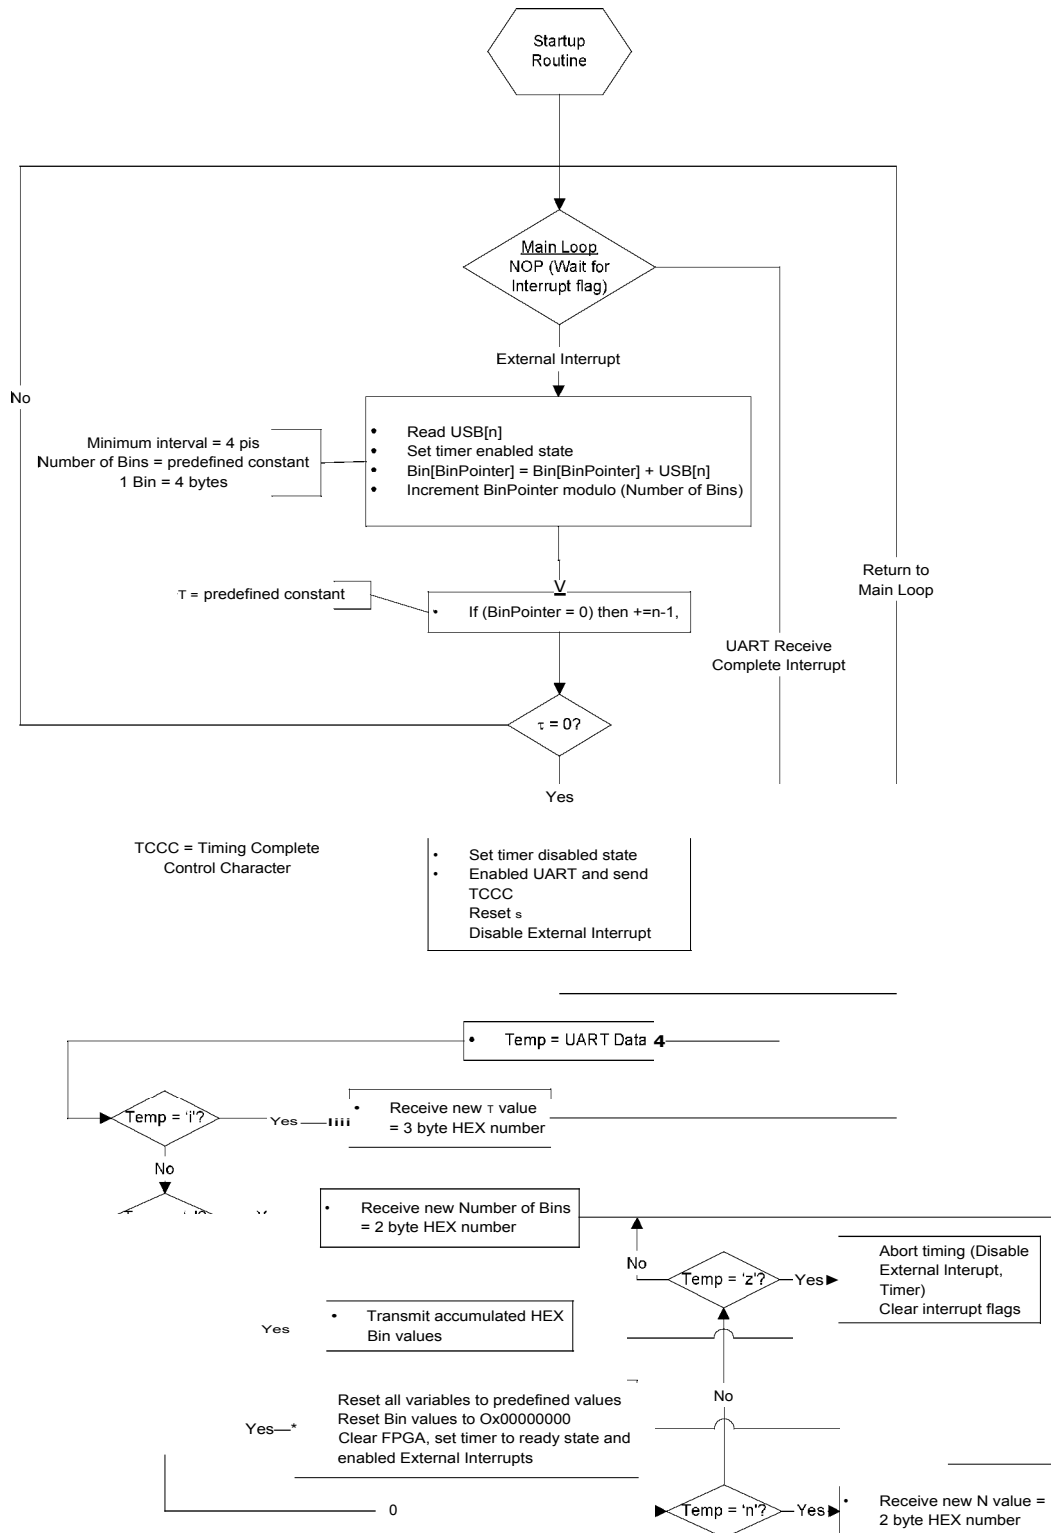 Startup
Routine
Main Loop
NOP (Wait for
Interrupt flag)
External Interrupt
No
Minimum interval = 4 pis
Number of Bins = predefined constant
1 Bin = 4 bytes
• Read USB[n]
• Set timer enabled state
• Bin[BinPointer] = Bin[BinPointer] + USB[n]
• Increment BinPointer modulo (Number of Bins)
Return to
Main Loop
V
T = predefined constant
• If (BinPointer = 0) then +=n-1,
UART Receive
Complete Interrupt
τ = 0?
Yes
TCCC = Timing Complete
Control Character
• Set timer disabled state
• Enabled UART and send
TCCC
Reset s
Disable External Interrupt
• Temp = UART Data 4
Temp = 'i'?
Yes
• Receive new τ value
= 3 byte HEX number
No
• Receive new Number of Bins
= 2 byte HEX number
No
Temp = 'z'?
Yes
Abort timing (Disable
External Interupt,
Timer)
Clear interrupt flags
Yes
• Transmit accumulated HEX
Bin values
No
Yes—*
Reset all variables to predefined values
Reset Bin values to Ox00000000
Clear FPGA, set timer to ready state and
enabled External Interrupts
0
Temp = 'n'?
Yes
• Receive new N value =
2 byte HEX number